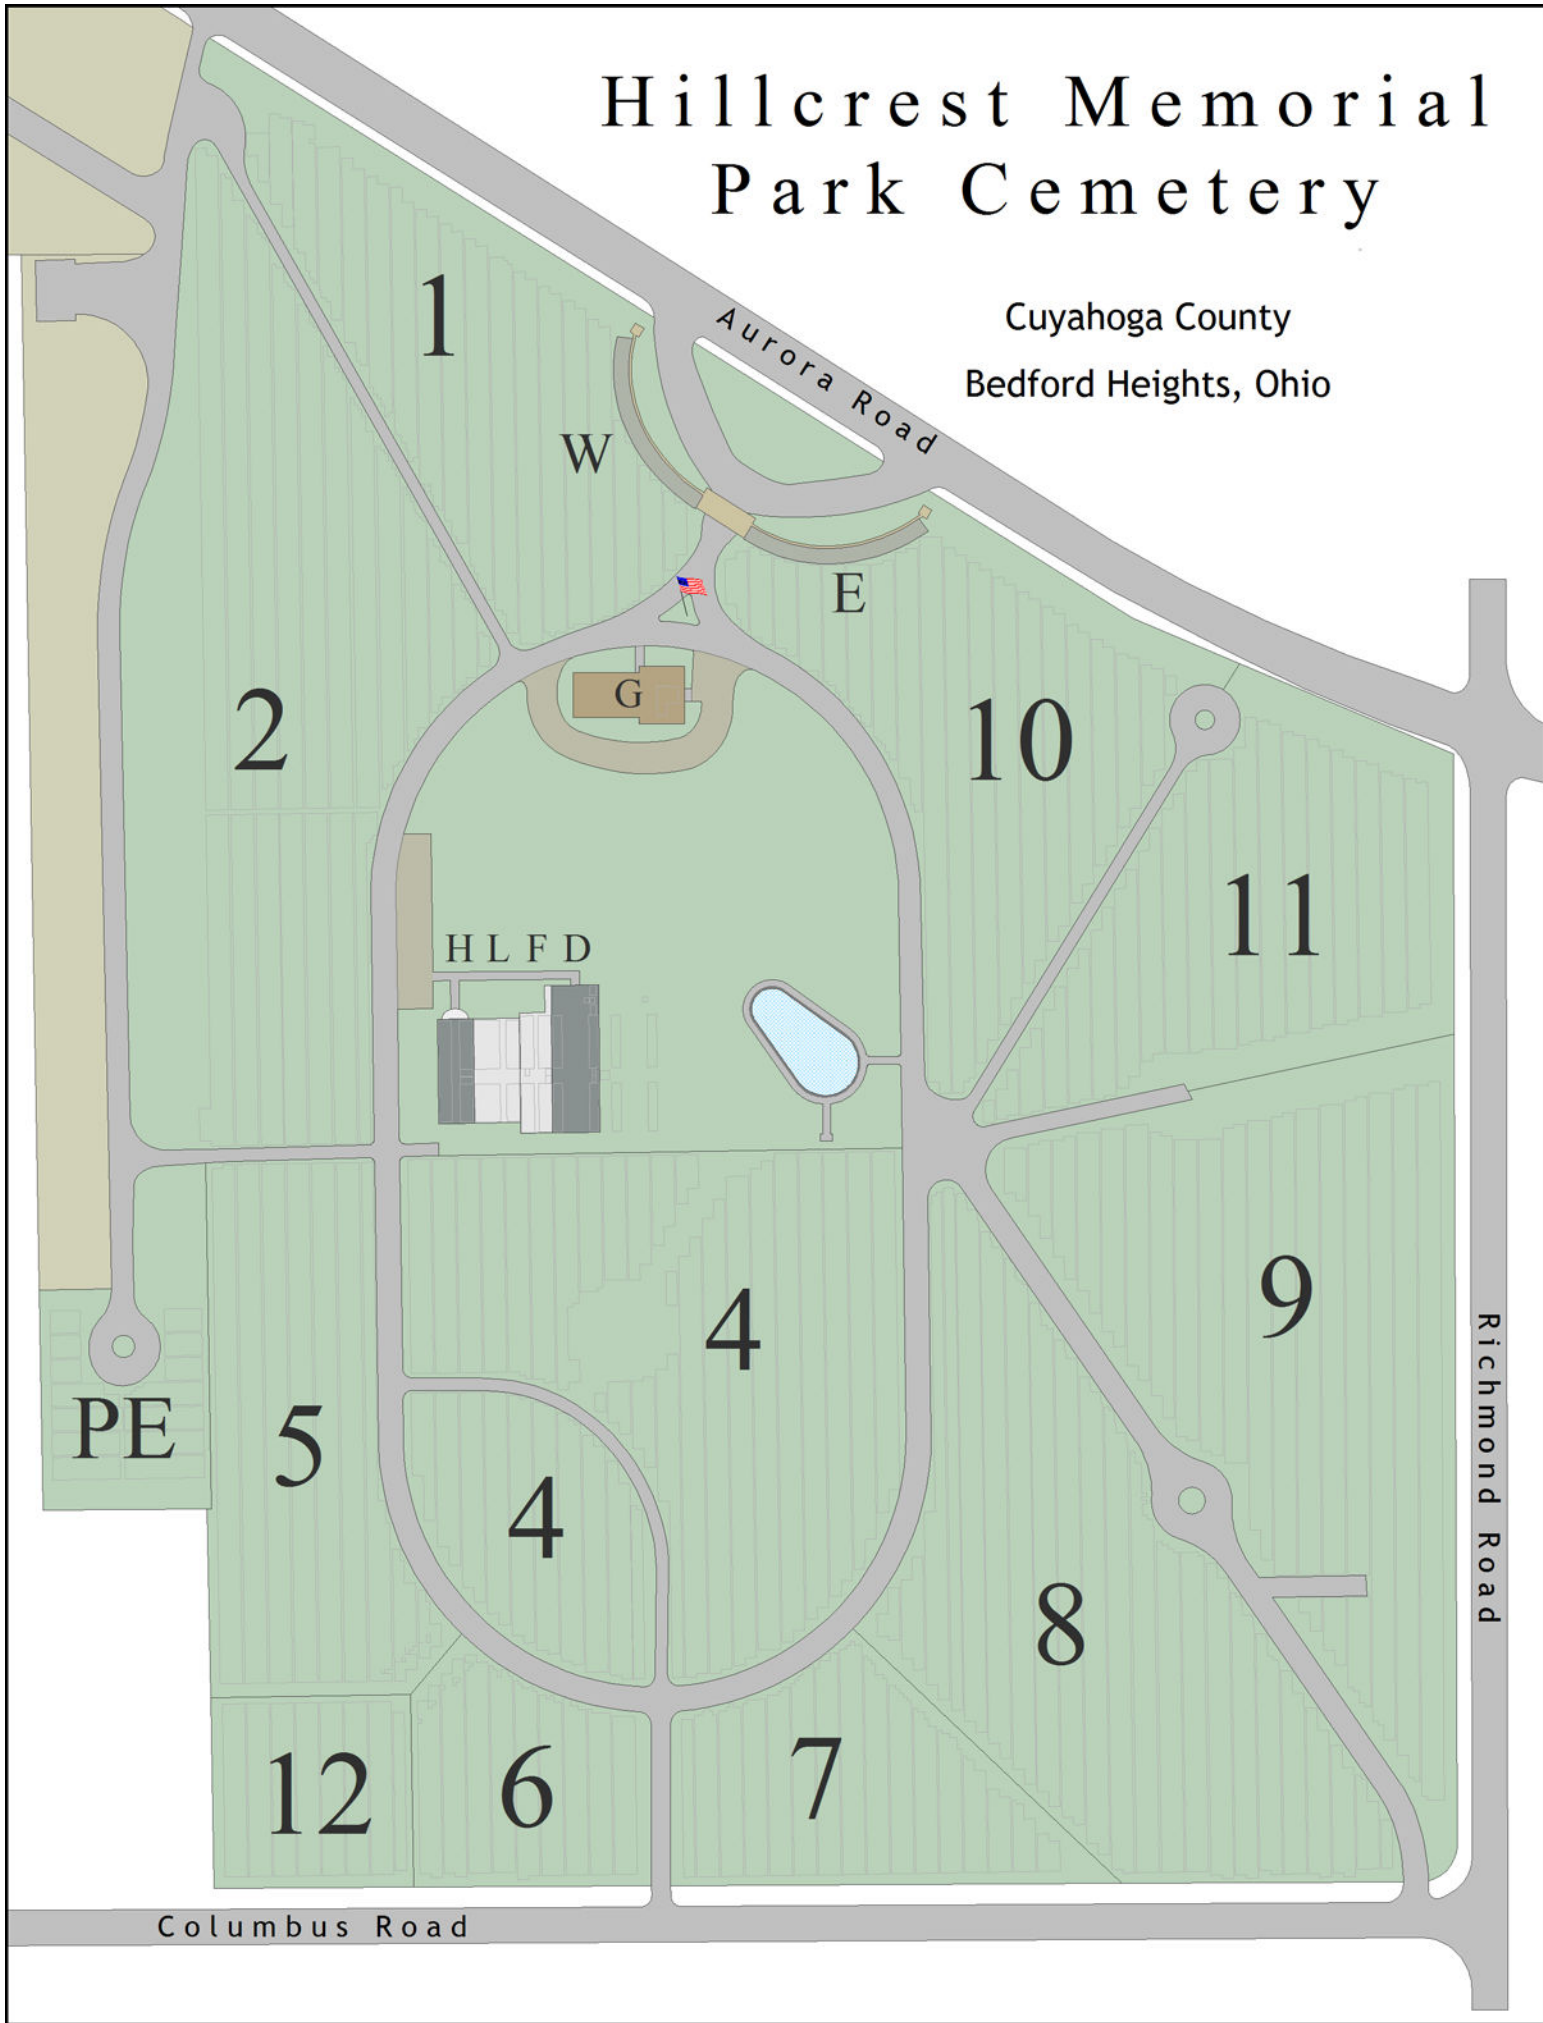 Hillcrest Memorial
Park Cemetery
Cuyahoga County
Bedford Heights, Ohio
Aurora Road
1
W
E
G
2
10
11
H L F D
9
4
PE
5
4
8
12
6
7
Richmond Road
Columbus Road